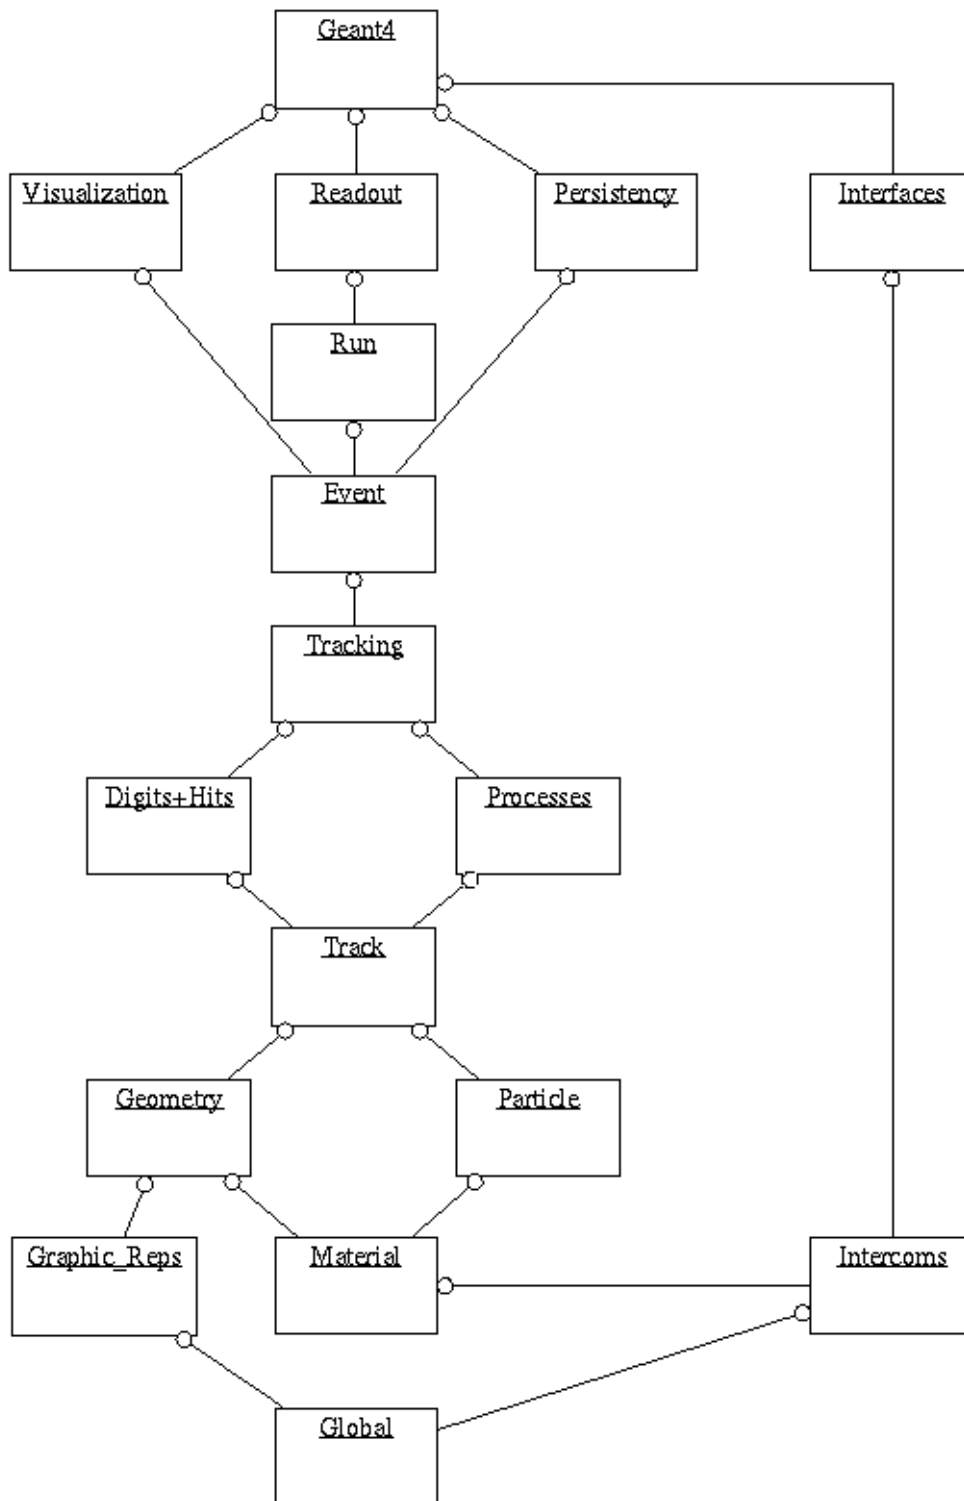 Geant4
Visualization
Readout
Persistency
Interfaces
Run
Event
Tracking
Digits+Hits
Processes
Track
Geometry
Particle
Graphic_Reps
Material
Intercoms
Global